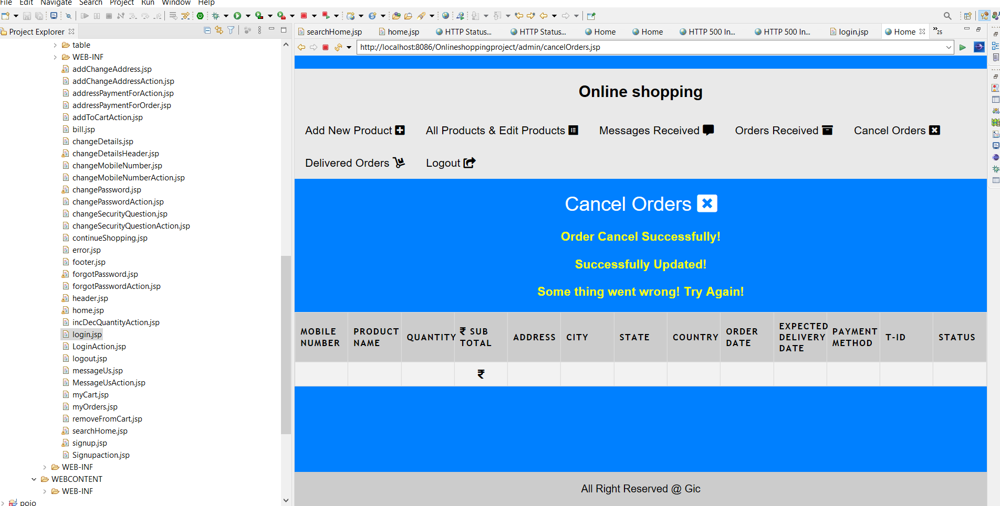 File Edit Navigate Search Project Run Window Help
Project Explorer
table
WEB-INF
addChangeAddress.jsp
addChangeAddressAction.jsp
addressPaymentForAction.jsp
addressPaymentForOrder.jsp
addToCartAction.jsp
bill.jsp
changeDetails.jsp
changeDetailsHeader.jsp
changeMobileNumber.jsp
changeMobileNumberAction.jsp
changePassword.jsp
changePasswordAction.jsp
changeSecurityQuestion.jsp
changeSecurityQuestionAction.jsp
continueShopping.jsp
error.jsp
footer.jsp
forgotPassword.jsp
forgotPasswordAction.jsp
header.jsp
home.jsp
incDecQuantityAction.jsp
login.jsp
LoginAction.jsp
logout.jsp
messageUs.jsp
MessageUsAction.jsp
myCart.jsp
myOrders.jsp
removeFromCart.jsp
searchHome.jsp
signup.jsp
Signupaction.jsp
WEB-INF
WEBCONTENT
WEB-INF
pojo
searchHome.jsp home.jsp HTTP Status... HTTP Status... Home Home HTTP 500 In... HTTP 500 In... login.jsp Home »25
http://localhost:8086/Onlineshoppingproject/admin/cancelOrders.jsp
Online shopping
Add New Product All Products & Edit Products Messages Received Orders Received Cancel Orders
Delivered Orders Logout
Cancel Orders
Order Cancel Successfully!
Successfully Updated!
Some thing went wrong! Try Again!
MOBILE NUMBER
PRODUCT NAME
QUANTITY
₹ SUB TOTAL
ADDRESS
CITY
STATE
COUNTRY
ORDER DATE
EXPECTED DELIVERY DATE
PAYMENT METHOD
T-ID
STATUS
₹
All Right Reserved @ Gic